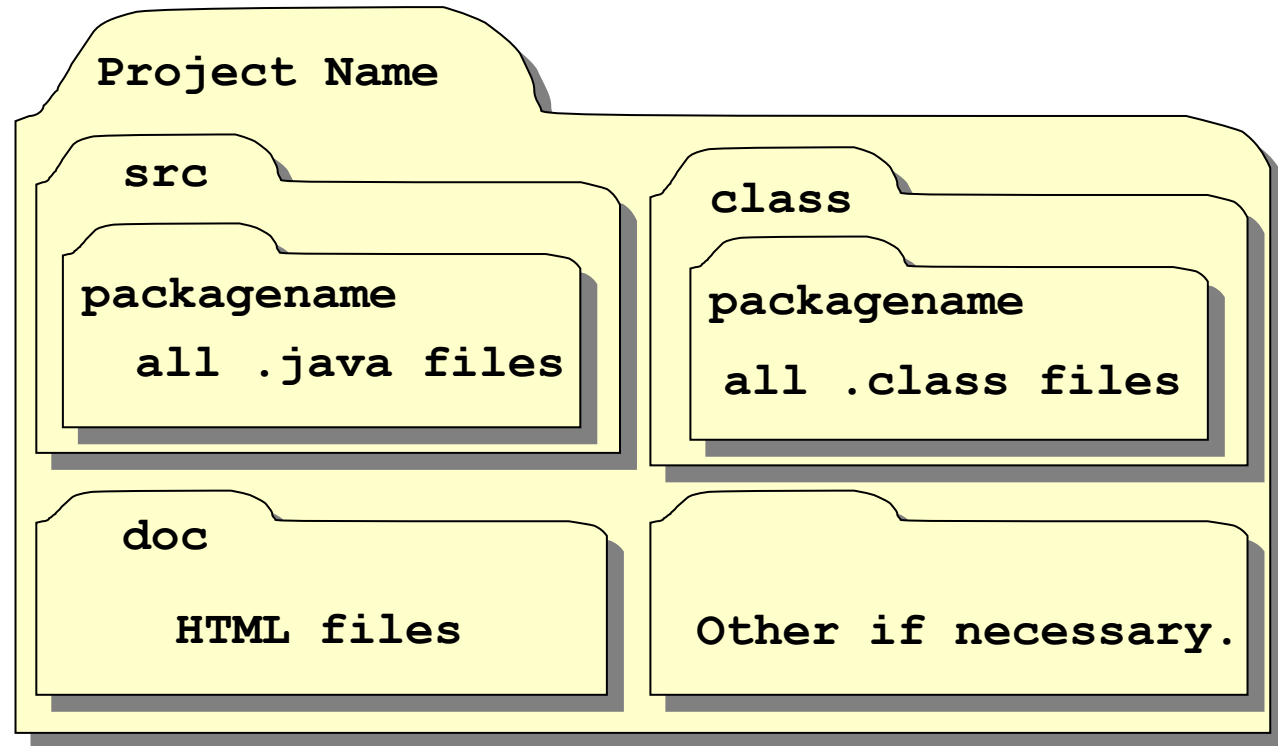 Project Name
src
packagename
all .java files
class
packagename
all .class files
doc
HTML files
Other if necessary.